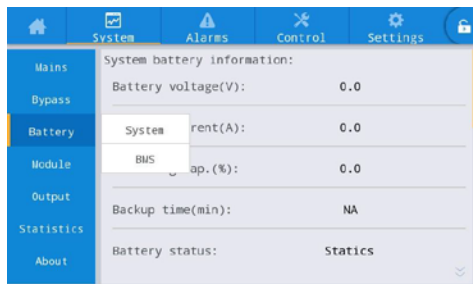 System
Alarms
Control
Settings
Mains
Bypass
Battery
Module
Output
Statistics
About
System battery information:
Battery voltage(V): 0.0
System
rent(A): 0.0
BMS
ap.(%): 0.0
Backup time(min): NA
Battery status: Statics